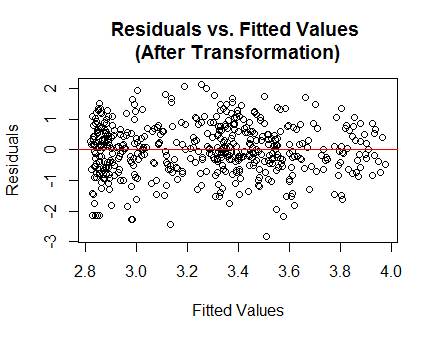 Residuals vs. Fitted Values
(After Transformation)
Residuals
2
1
0
-1
-2
-3
2.8 3.0 3.2 3.4 3.6 3.8 4.0
Fitted Values